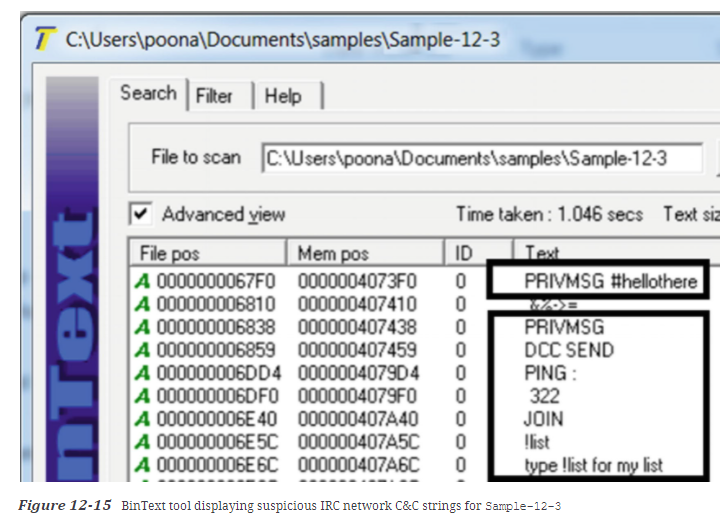 C:\Users\poona\Documents\samples\Sample-12-3
Search Filter Help
File to scan C:\Users\poona\Documents\samples\Sample-12-3
Advanced view Time taken : 1.046 secs Text siz
File pos Mem pos ID Text
A 0000000067F0 0000004073F0 0 PRIVMSG #hellothere
A 000000006810 000000407410 0 &%->=
A 000000006838 000000407438 0 PRIVMSG
A 000000006859 000000407459 0 DCC SEND
A 000000006DD4 0000004079D4 0 PING :
A 000000006DF0 0000004079F0 0 322
A 000000006E40 000000407A40 0 JOIN
A 000000006E5C 000000407A5C 0 !list
A 000000006E6C 000000407A6C 0 type !list for my list
nText
Figure 12-15 BinText tool displaying suspicious IRC network C&C strings for Sample-12-3